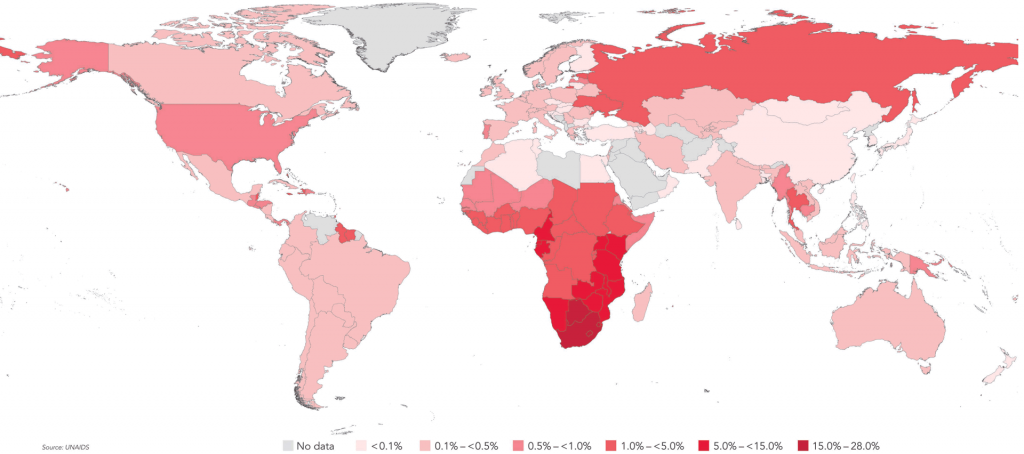 Source: UNAIDS
No data
<0.1%
0.1% – <0.5%
0.5% – <1.0%
1.0% – <5.0%
5.0% – <15.0%
15.0% – 28.0%